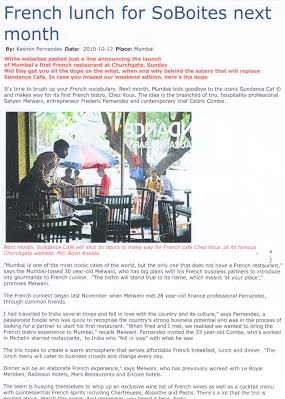 French lunch for SoBoites next
month
By: Kasmin Fernandes Date: 2010-10-12 Place: Mumbai
While websites posted just a line announcing the launch
of Mumbai's first French restaurant at Churchgate, Sunday
Mid Day got you all the dope on the what, when and why behind the eatery that will replace
Sundance Cafe. In case you missed our weekend edition, here's the dope
It's time to brush up your French vocabulary. Next month, Mumbai bids goodbye to the iconic Sundance Caf ©
and makes way for its first French bistro, Chez Vous. The idea is the brainchild of trio, hospitality professional
Satyen Melwani, entrepreneur Frederic Fernandez and contemporary chef Cedric Combe.
Next month, Sundance Cafe will shut its doors to make way for French cafe Chez Vous ,at its famous
Churchgate address. Pic/ Bipin Kokate
"Mumbai is one of the most iconic cities of the world, but the only one that does not have a French restaurant,"
says the Mumbai-based 30 year-old Melwani, who has big plans with his French business partners to introduce
city gourmands to French cuisine. "The bistro will stand true to its name, which means 'at your place',"
promises Melwani.
The French connect began last November when Melwani met 28 year-old finance professional Fernandez,
through common friends.
I had travelled to India several times and fell in love with the country and its culture," says Fernandez, a
passionate foodie who was quick to recognise the country's strong business potential and was in the process of
looking for a partner to start his first restaurant. "When Fred and I met, we realised we wanted to bring the
French bistro experience to Mumbai," recalls Melwani. Fernandez invited the 33 year-old Combe, who's worked
in Michelin starred restaurants, to India who "fell in love" with what he saw.
The trio hopes to create a warm atmosphere that serves affordable French breakfast, lunch and dinner. "The
lunch menu will cater to business crowds and change every day.
Dinner will be an elaborate French experience," says Melwani, who has previously worked with Le Royal
Meridien, Radisson Hotels, Mars Restaurants and Encore hotels.
The team is busying themselves to whip up an exclusive wine list of French wines as well as a cocktail menu
with quintessential French spirits including Chartreuse, Absinthe and Pastis. There's a lot that the trio is